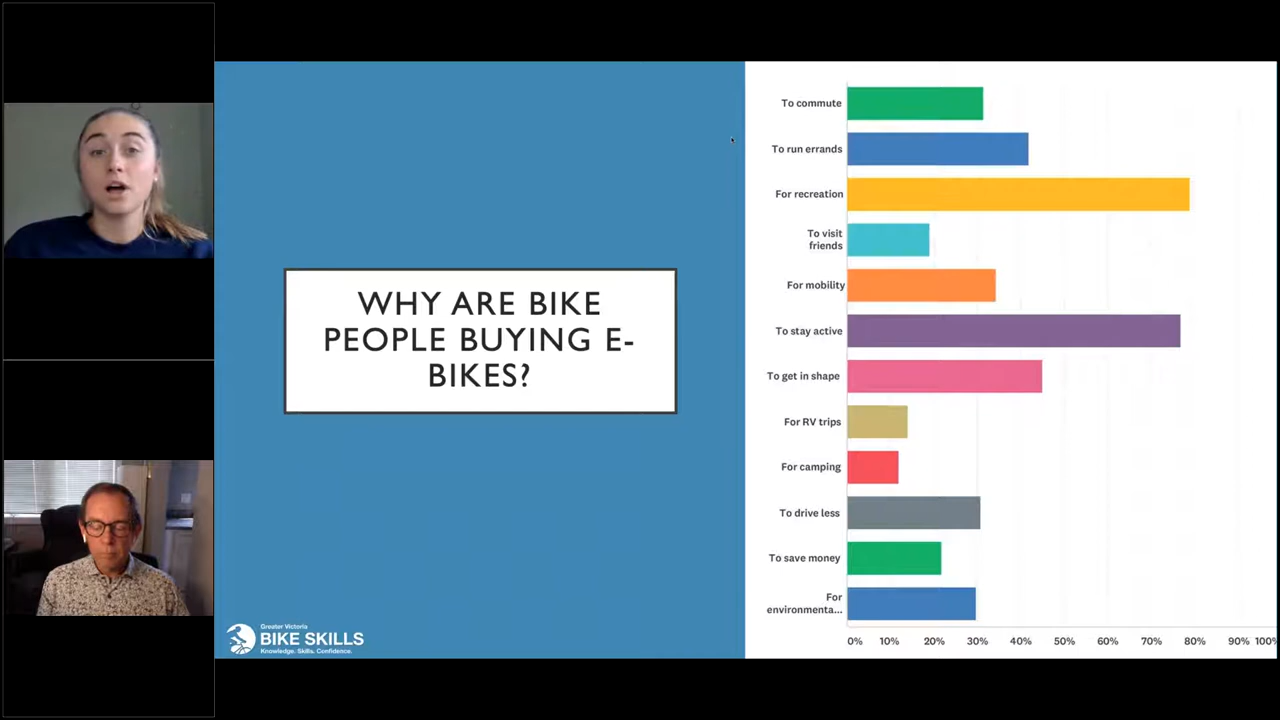 WHY ARE BIKE
PEOPLE BUYING E-
BIKES?
Greater Victoria
BIKE SKILLS
Knowledge. Skills. Confidence.
To commute
To run errands
For recreation
To visit
friends
For mobility
To stay active
To get in shape
For RV trips
For camping
To drive less
To save money
For
environmenta...
0% 10% 20% 30% 40% 50% 60% 70% 80% 90% 100%